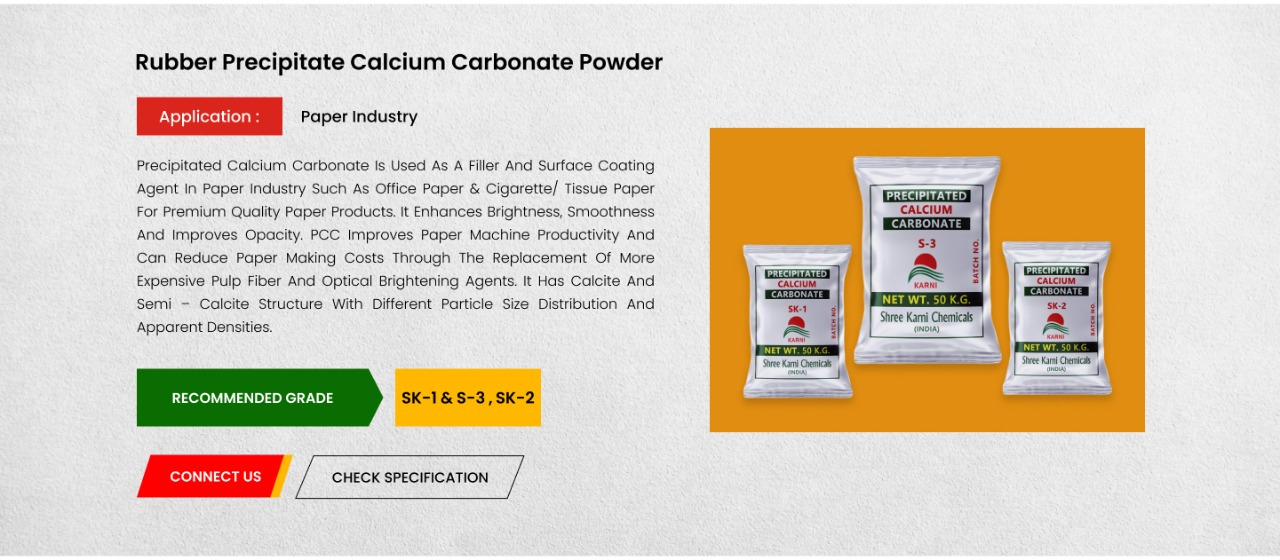 Rubber Precipitate Calcium Carbonate Powder
Application :
Paper Industry
Precipitated Calcium Carbonate Is Used As A Filler And Surface Coating
Agent In Paper Industry Such As Office Paper & Cigarette/ Tissue Paper
For Premium Quality Paper Products. It Enhances Brightness, Smoothness
And Improves Opacity. PCC Improves Paper Machine Productivity And
Can Reduce Paper Making Costs Through The Replacement Of More
Expensive Pulp Fiber And Optical Brightening Agents. It Has Calcite And
Semi – Calcite Structure With Different Particle Size Distribution And
Apparent Densities.
RECOMMENDED GRADE
SK-1 & S-3 , SK-2
CONNECT US
CHECK SPECIFICATION
PRECIPITATED
CALCIUM
CARBONATE
SK-1
BATCH NO.
KARNI
NET WT. 50 K.G.
Shree Karni Chemicals
(INDIA)
PRECIPITATED
CALCIUM
CARBONATE
S-3
BATCH NO.
KARNI
NET WT. 50 K.G.
Shree Karni Chemicals
(INDIA)
PRECIPITATED
CALCIUM
CARBONATE
SK-2
BATCH NO.
KARNI
NET WT. 50 K.G.
Shree Karni Chemicals
(INDIA)